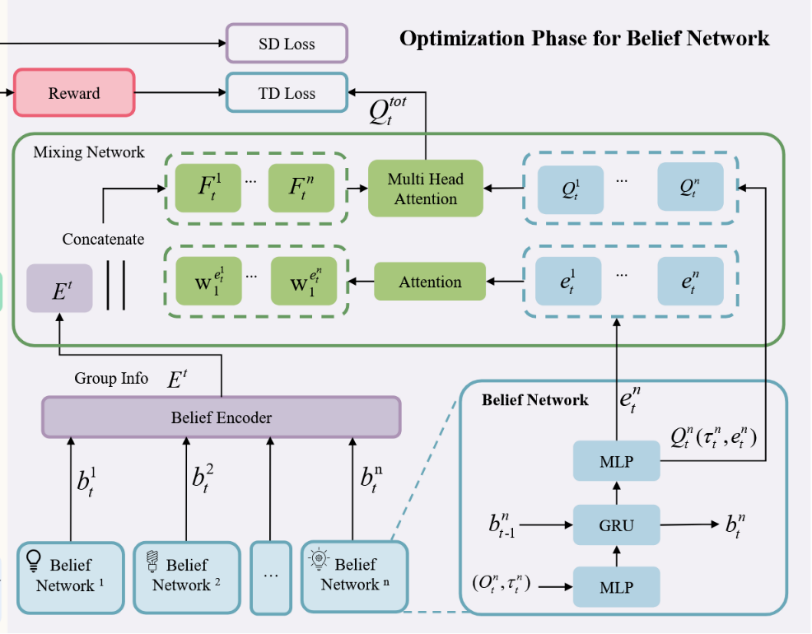 Optimization Phase for Belief Network
SD Loss
Reward
TD Loss
Q_t^{tot}
Mixing Network
F_t^1 ... F_t^n
Multi Head
Attention
Q_t^1 ... Q_t^n
Concatenate
E^t
||
w_1^{e_t^1} ... w_1^{e_t^n}
Attention
e_t^1 ... e_t^n
Group Info E^t
Belief Encoder
b_t^1
b_t^2
b_t^n
Belief
Network ^1
Belief
Network ^2
...
Belief
Network ^n
Belief Network
e_t^n
Q_t^n(τ_t^n, e_t^n)
MLP
b_{t-1}^n
GRU
b_t^n
(O_t^n, τ_t^n)
MLP